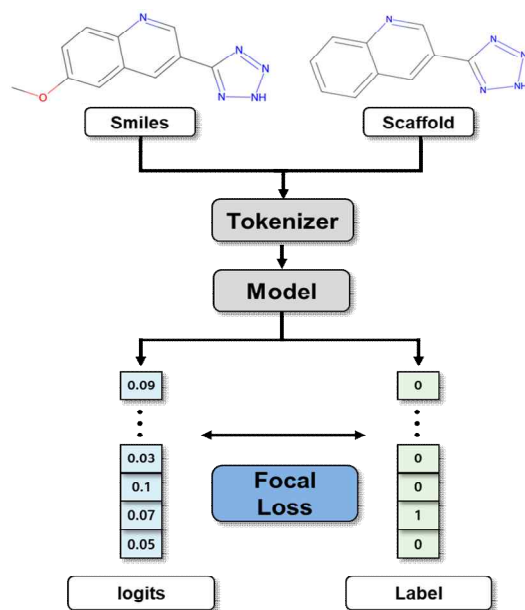 N
N
N
N
N
NH
O
N
N
N
N
N
NH
Smiles
Scaffold
Tokenizer
Model
0.09
0
0.03
0
0.1
0
0.07
1
0.05
0
Focal
Loss
logits
Label